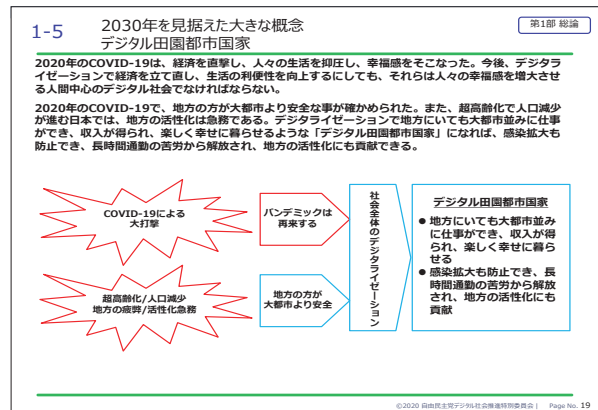 1-5
2030年を見据えた大きな概念
デジタル田園都市国家
第1部 総論
2020年のCOVID-19は、経済を直撃し、人々の生活を抑圧し、幸福感をそこなった。今後、デジタラ
イゼーションで経済を立て直し、生活の利便性を向上するにしても、それらは人々の幸福感を増大させ
る人間中心のデジタル社会でなければならない。
2020年のCOVID-19で、地方の方が大都市より安全な事が確かめられた。また、超高齢化で人口減少
が進む日本では、地方の活性化は急務である。デジタライゼーションで地方にいても大都市並みに仕事
ができ、収入が得られ、楽しく幸せに暮らせるような「デジタル田園都市国家」になれば、感染拡大も
防止でき、長時間通勤の苦労から解放され、地方の活性化にも貢献できる。
COVID-19による
大打撃
パンデミックは
再来する
超高齢化/人口減少
地方の疲弊/活性化急務
地方の方が
大都市より安全
社会全体のデジタライゼーション
デジタル田園都市国家
● 地方にいても大都市並み
に仕事ができ、収入が得
られ、楽しく幸せに暮ら
せる
● 感染拡大も防止でき、長
時間通勤の苦労から解放
され、地方の活性化にも
貢献
©2020 自由民主党デジタル社会推進特別委員会 | Page No. 19